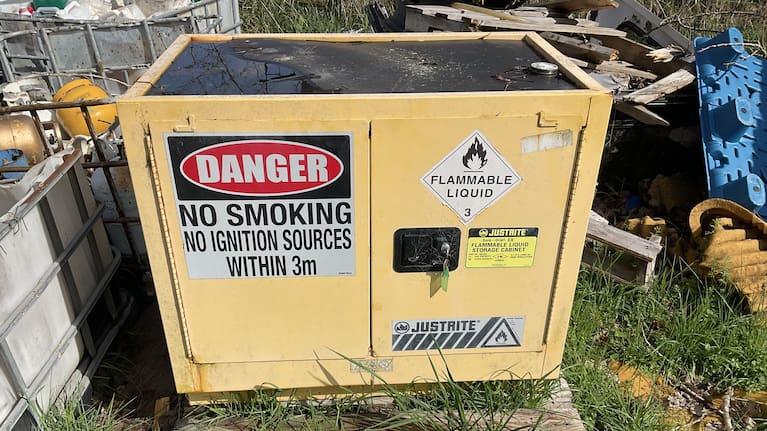 DANGER
NO SMOKING
NO IGNITION SOURCES
WITHIN 3m
FLAMMABLE
LIQUID
3
JUSTRITE
FLAMMABLE LIQUID
STORAGE CABINET
JUSTRITE